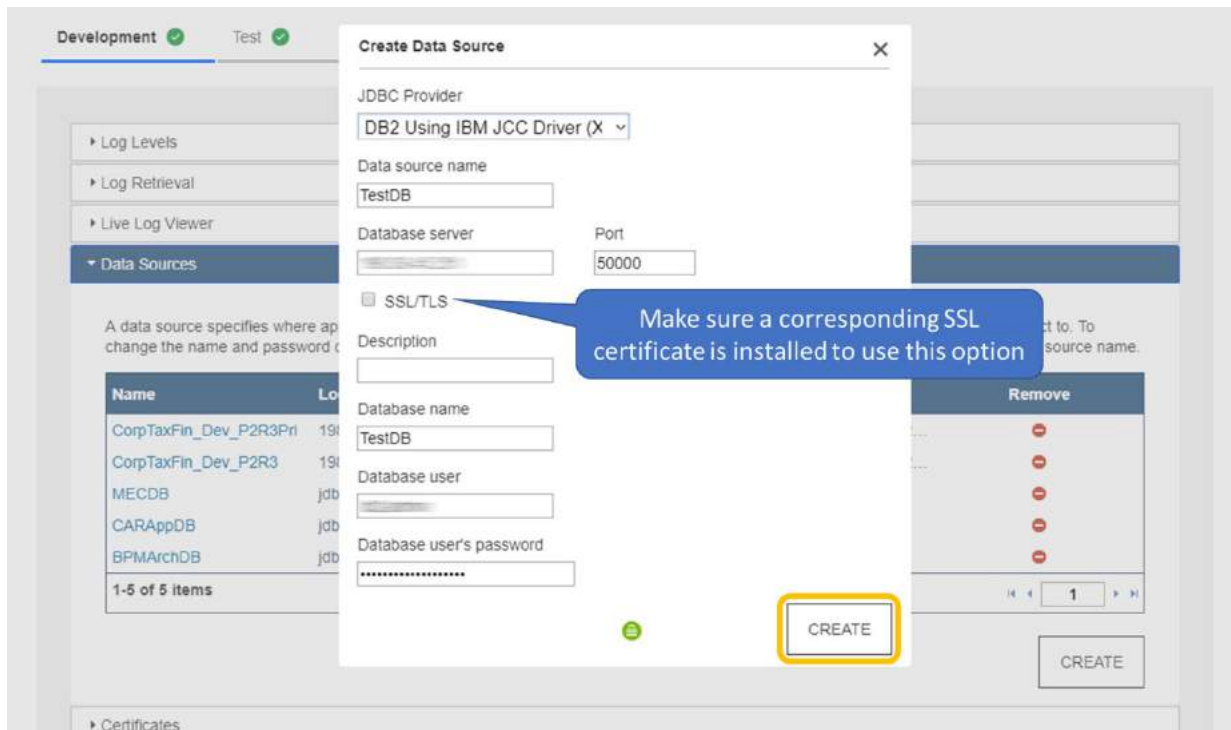 Development
Test
Create Data Source
JDBC Provider
DB2 Using IBM JCC Driver (X
Log Levels
Data source name
Log Retrieval
TestDB
Live Log Viewer
Database server
Port
50000
Data Sources
SSL/TLS
Make sure a corresponding SSL
certificate is installed to use this option
A data source specifies where ap
ct to. To
change the name and password
source name.
Description
Name
Lo
Remove
Database name
CorpTaxFin_Dev_P2R3Pri
198
...
TestDB
CorpTaxFin_Dev_P2R3
198
...
Database user
MECDB
jdb
CARAppDB
jdb
Database user's password
BPMArchDB
jdb
•••••••••••••••••••
1-5 of 5 items
1
CREATE
CREATE
Certificates